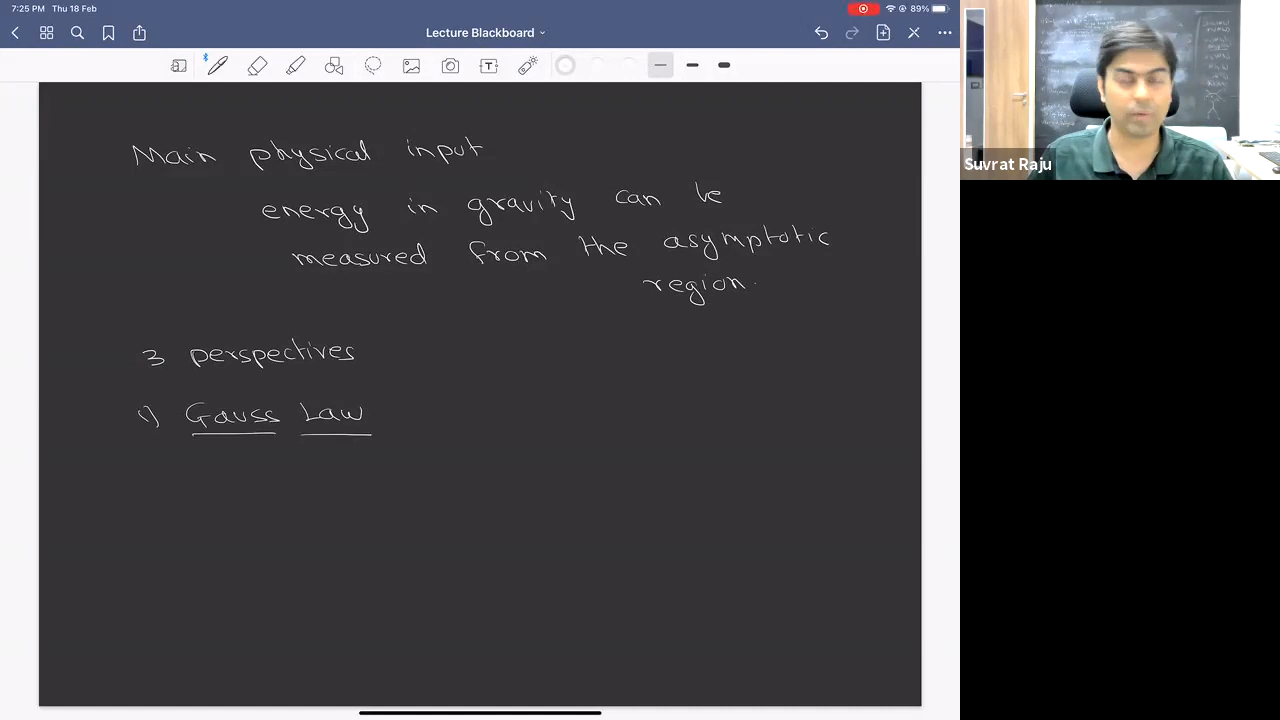 7:25 PM Thu 18 Feb
89%
Lecture Blackboard
T
Main physical input
energy in gravity can be
measured from the asymptotic
region.
3 perspectives
1) Gauss Law
Suvrat Raju